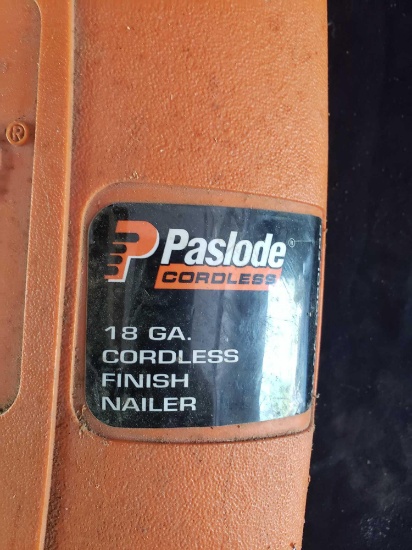 ®
Paslode®
CORDLESS
18 GA.
CORDLESS
FINISH
NAILER